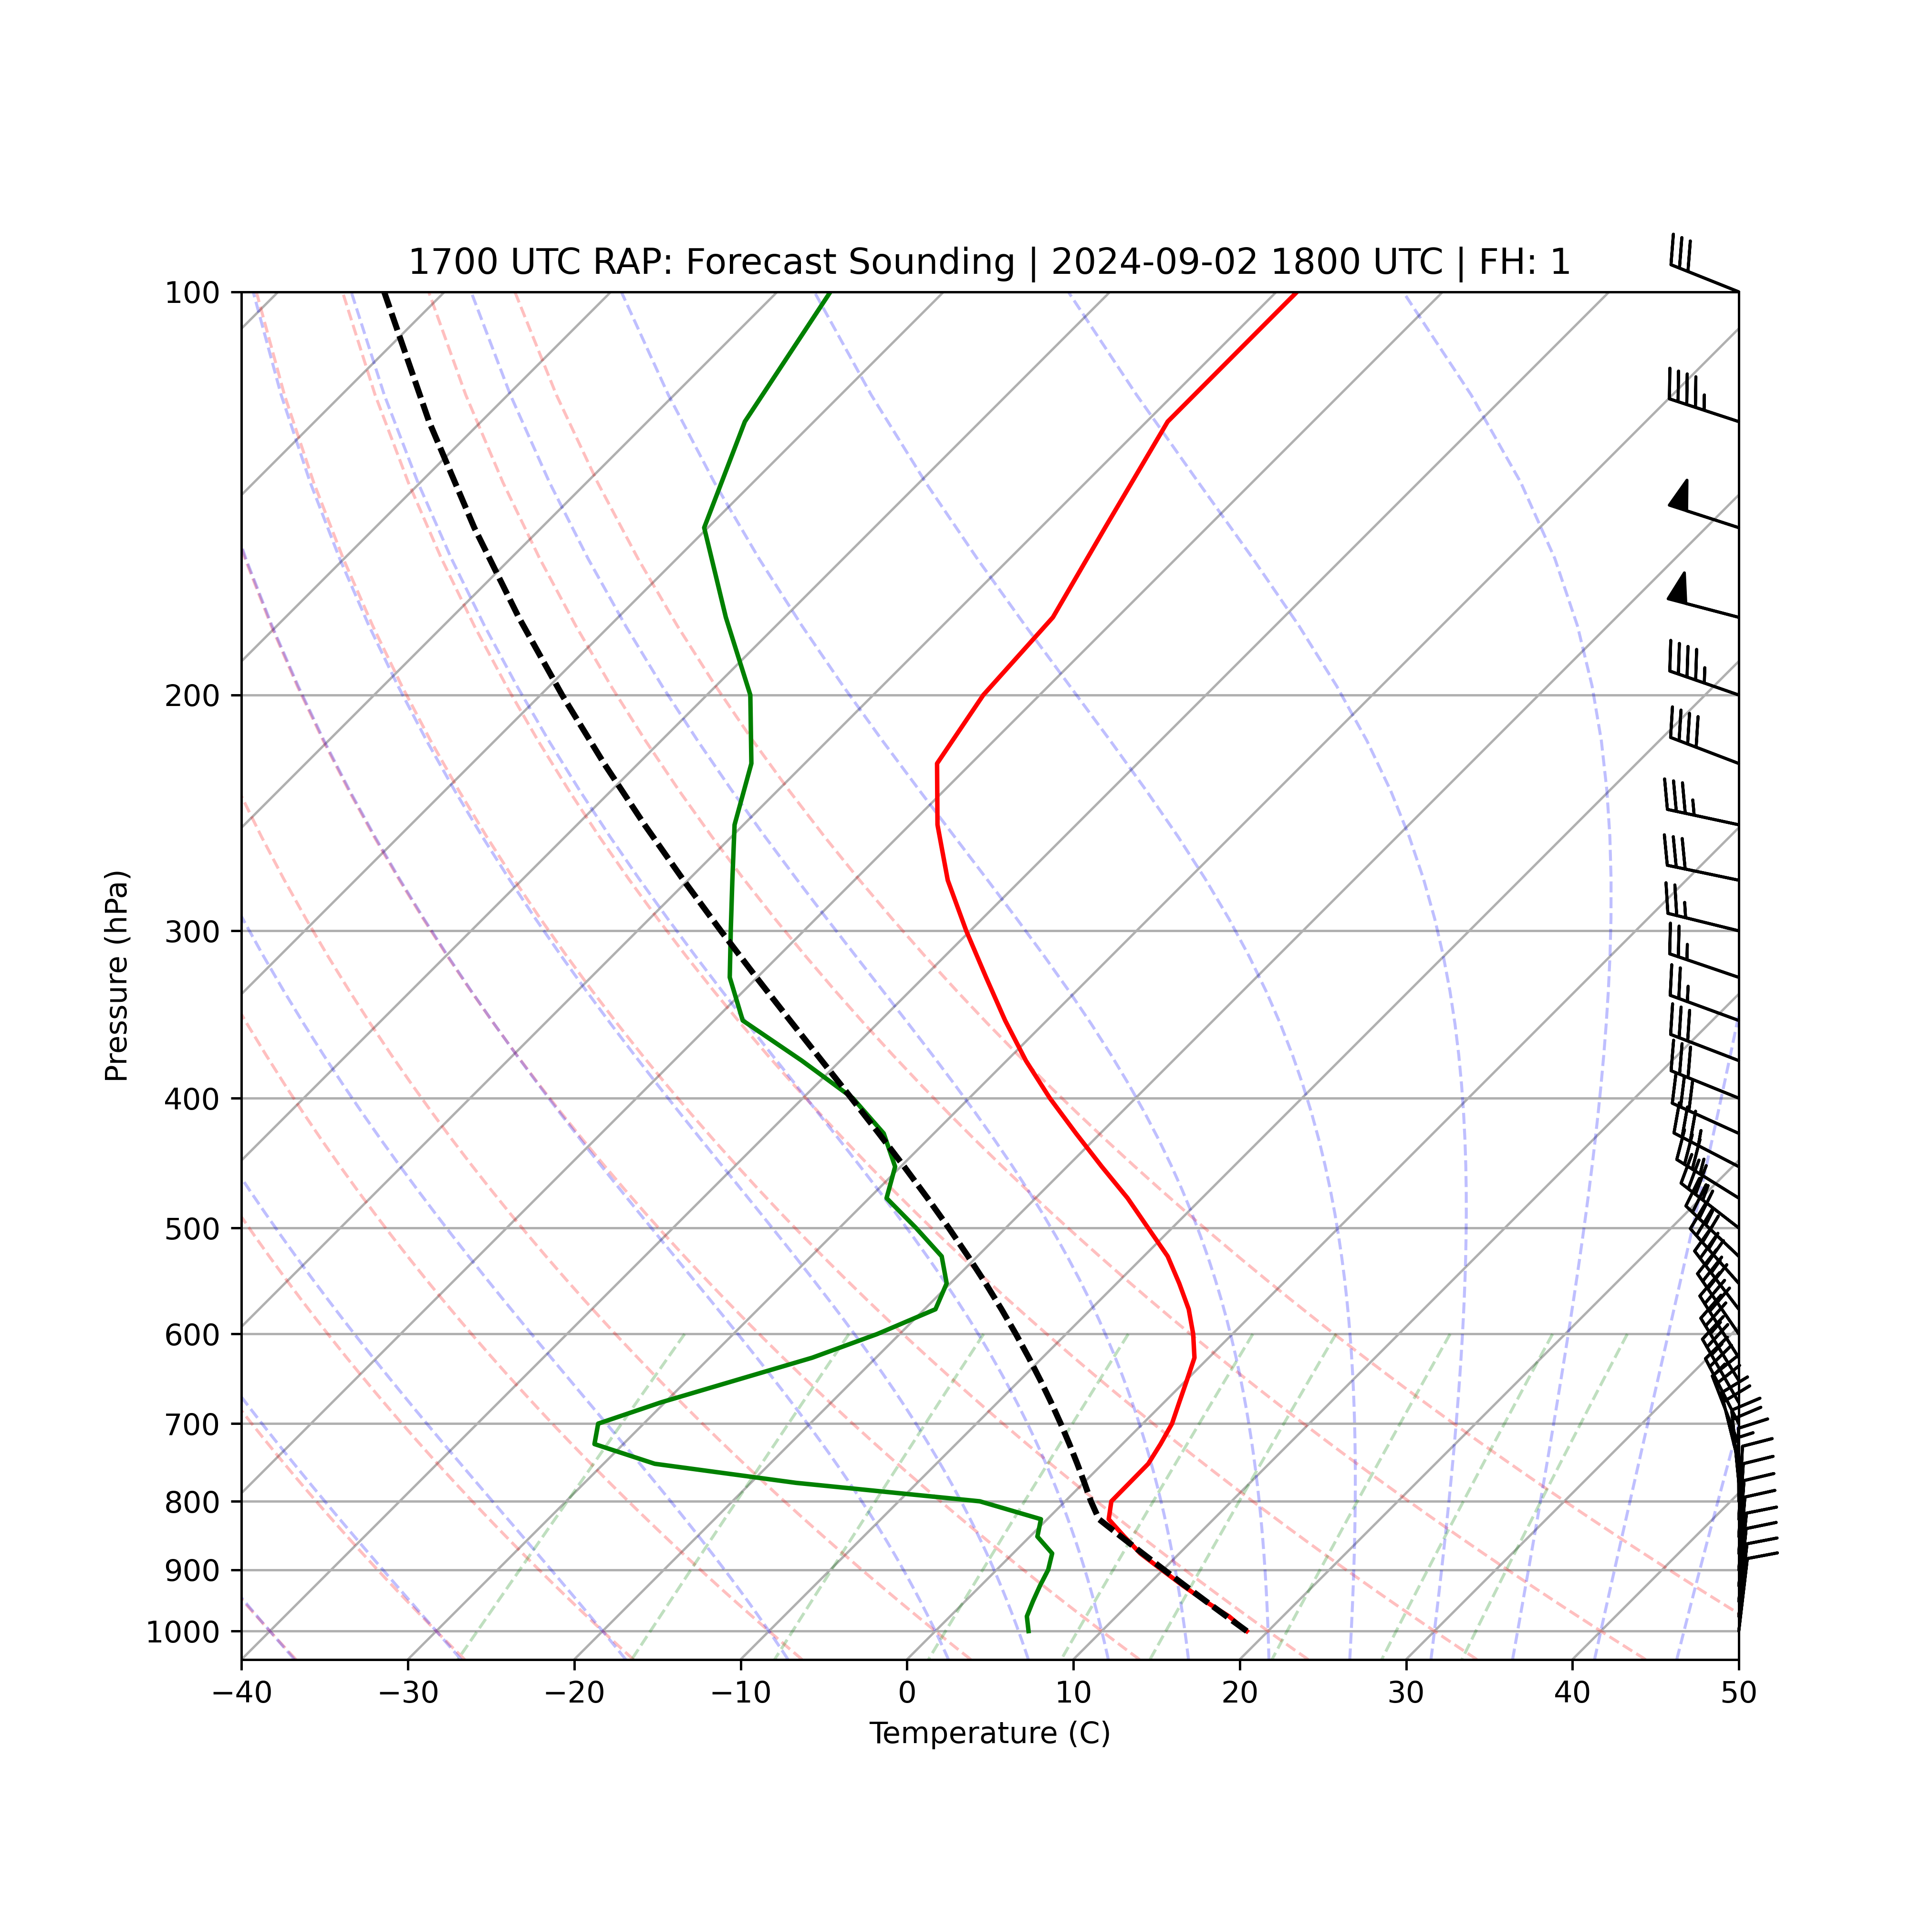 1700 UTC RAP: Forecast Sounding | 2024-09-02 1800 UTC | FH: 1
100
200
300
400
500
600
700
800
900
1000
Pressure (hPa)
−40 −30 −20 −10 0 10 20 30 40 50
Temperature (C)